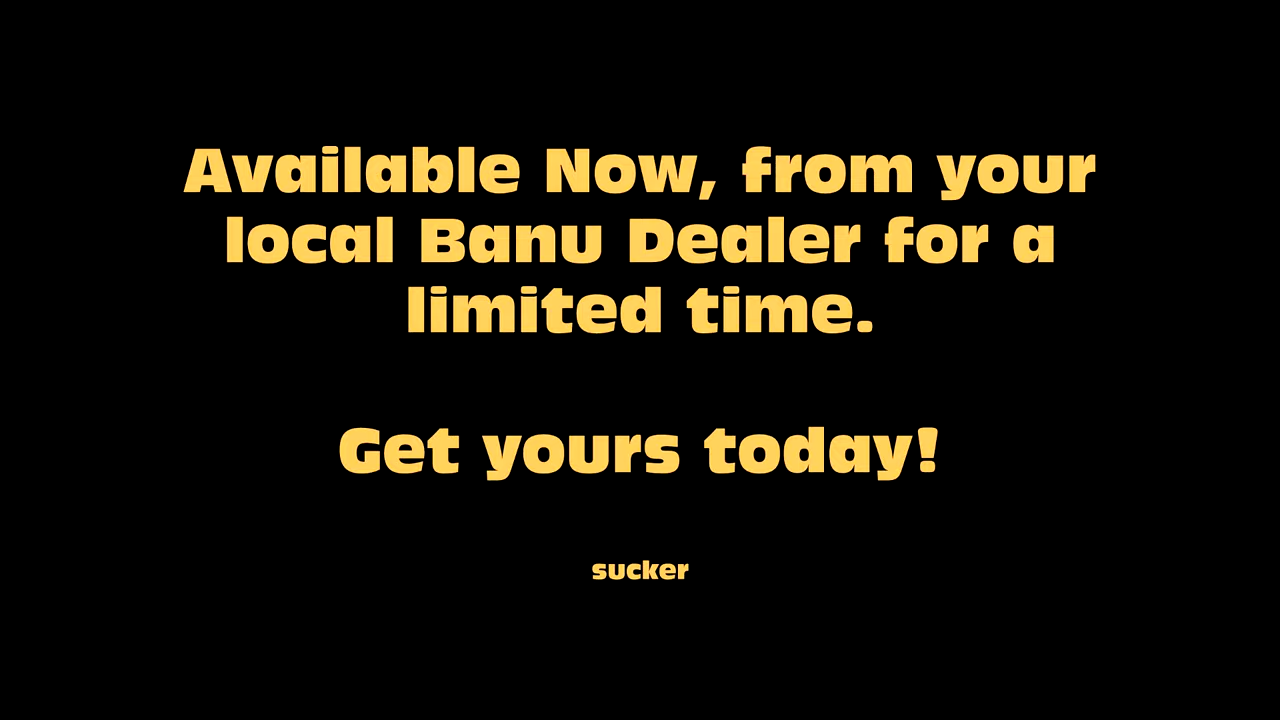 Available Now, from your
local Banu Dealer for a
limited time.
Get yours today!
sucker